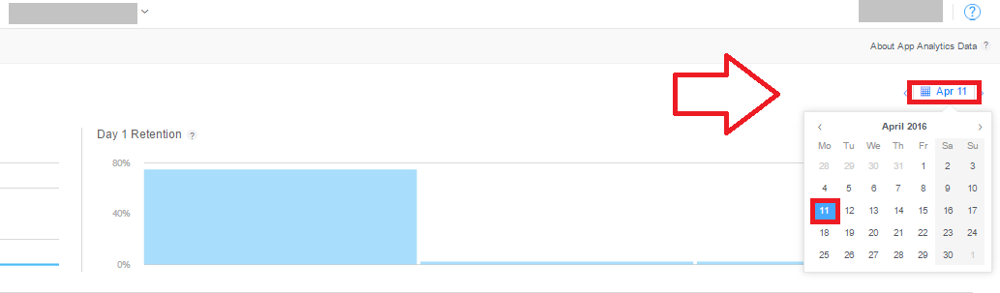 ?
About App Analytics Data ?
Apr 11
Day 1 Retention ?
80%
40%
0%
April 2016
Mo Tu We Th Fr Sa Su
28 29 30 31 1 2 3
4 5 6 7 8 9 10
11 12 13 14 15 16 17
18 19 20 21 22 23 24
25 26 27 28 29 30 1